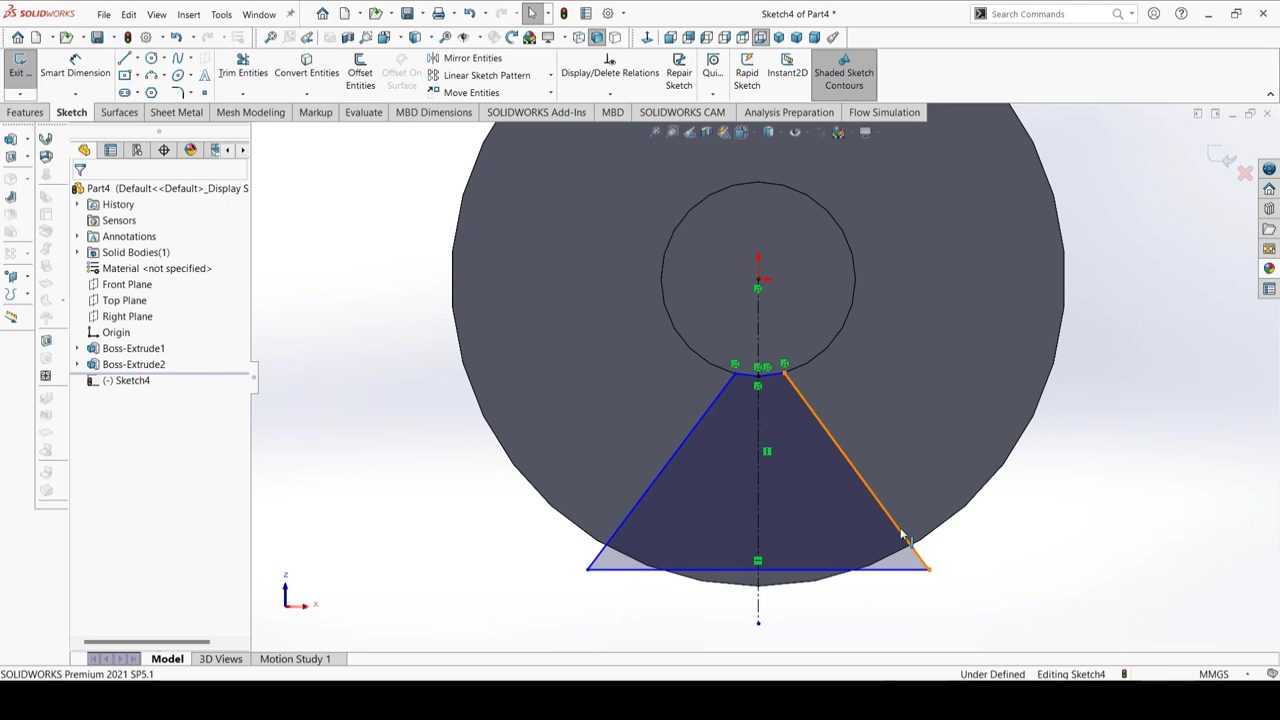 SOLIDWORKS File Edit View Insert Tools Window Sketch4 of Part4 * Search Commands
Exit ... Smart Dimension Trim Entities Convert Entities Offset Entities Offset On Surface Mirror Entities Linear Sketch Pattern Move Entities Display/Delete Relations Repair Sketch Qui... Rapid Sketch Instant2D Shaded Sketch Contours
Features Sketch Surfaces Sheet Metal Mesh Modeling Markup Evaluate MBD Dimensions SOLIDWORKS Add-Ins MBD SOLIDWORKS CAM Analysis Preparation Flow Simulation
Part4 (Default<<Default>_Display S
History
Sensors
Annotations
Solid Bodies(1)
Material <not specified>
Front Plane
Top Plane
Right Plane
Origin
Boss-Extrude1
Boss-Extrude2
(-) Sketch4
z
x
Model 3D Views Motion Study 1
SOLIDWORKS Premium 2021 SP5.1 Under Defined Editing Sketch4 MMGS